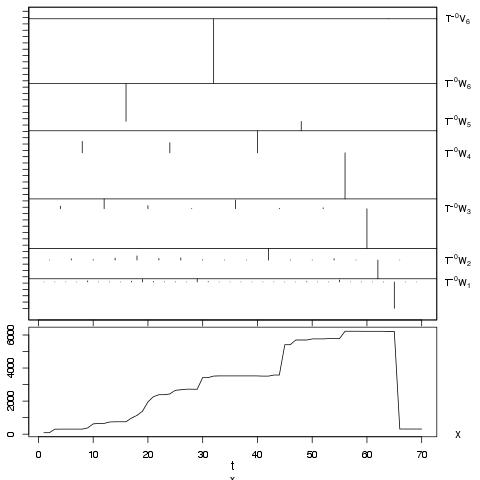 T⁻⁰V₆
T⁻⁰W₆
T⁻⁰W₅
T⁻⁰W₄
T⁻⁰W₃
T⁻⁰W₂
T⁻⁰W₁
6000
4000
2000
0
X
0 10 20 30 40 50 60 70
t
x